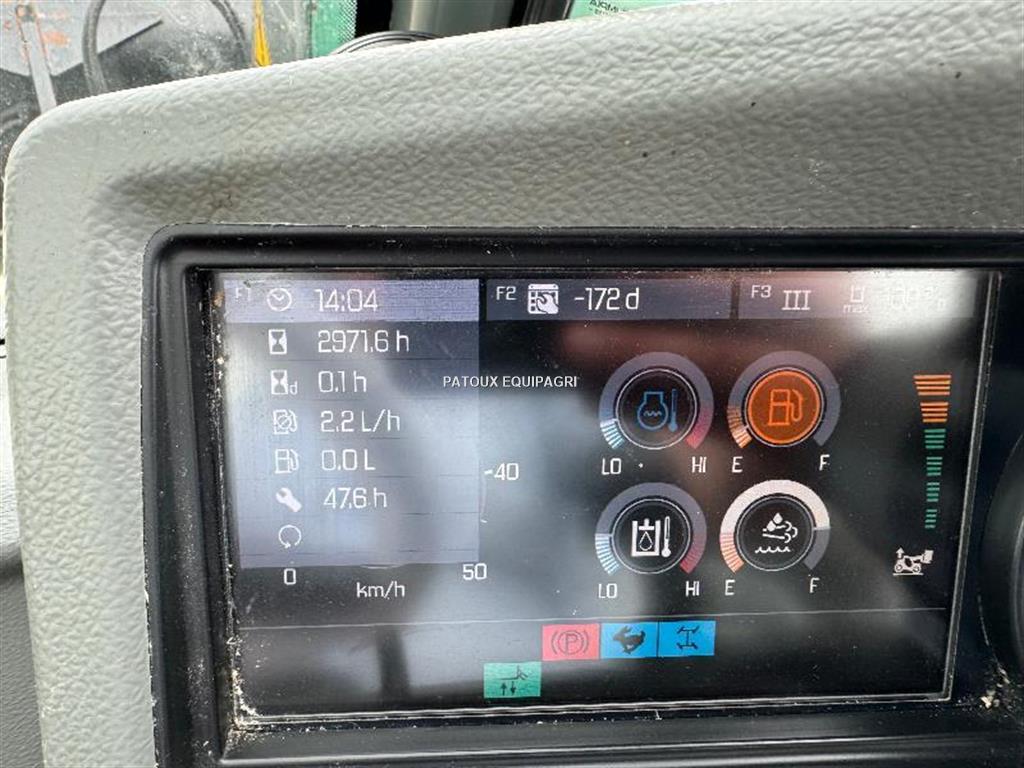 F1 14:04
F2 -172 d
F3 III max
2971.6 h
0.1 h
d
2.2 L/h
0.0 L
47.6 h
PATOUX EQUIPAGRI
40
50
0
km/h
LO HI
E F
LO HI
E F
P